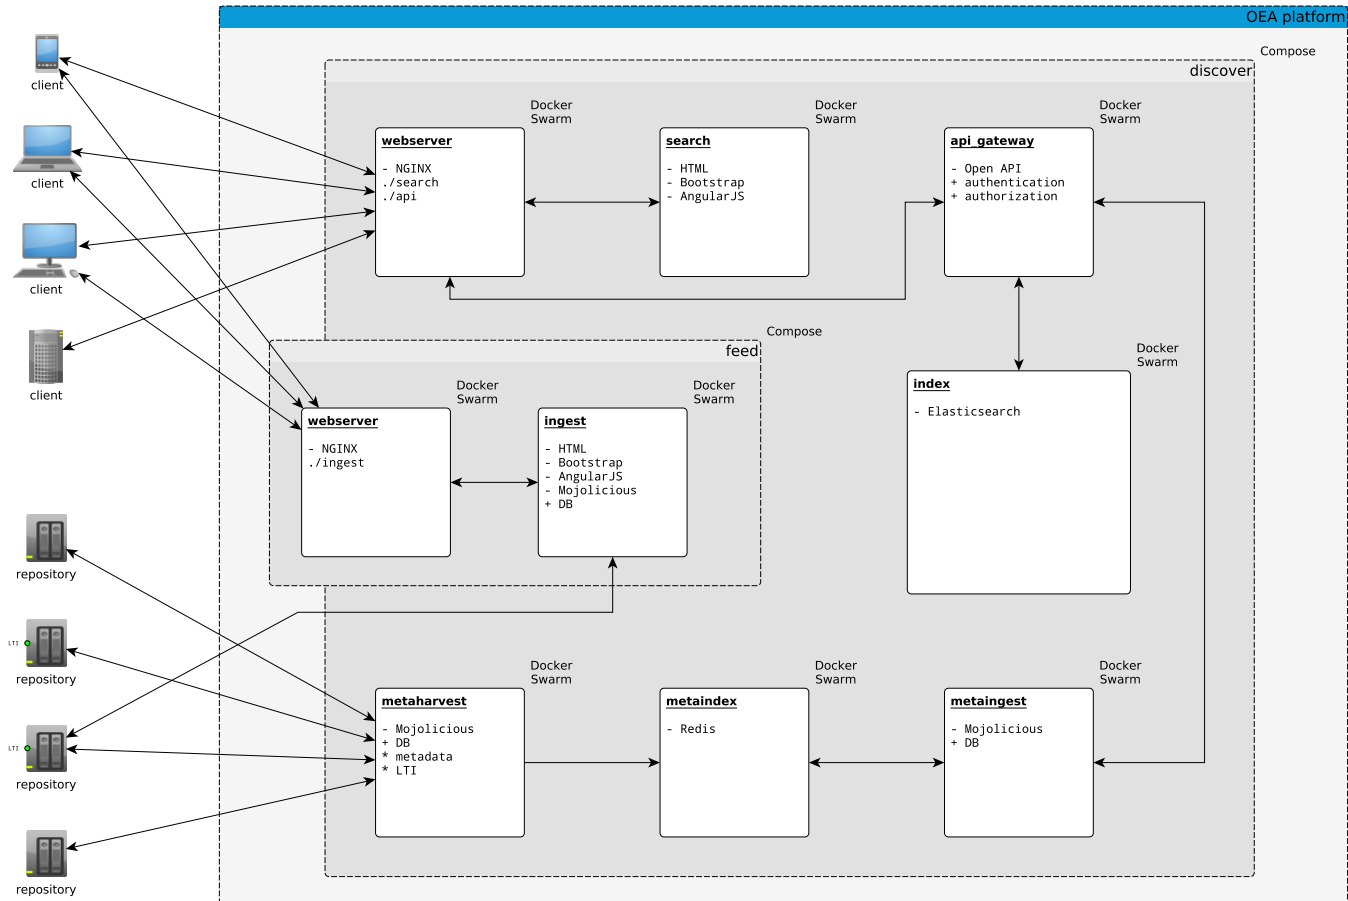 OEA platform
Compose
discover
client
Docker
Swarm
Docker
Swarm
Docker
Swarm
webserver
- NGINX
./search
./api
search
- HTML
- Bootstrap
- AngularJS
api_gateway
- Open API
+ authentication
+ authorization
client
client
client
Compose
feed
Docker
Swarm
Docker
Swarm
Docker
Swarm
webserver
- NGINX
./ingest
ingest
- HTML
- Bootstrap
- AngularJS
- Mojolicious
+ DB
index
- Elasticsearch
repository
LTI
repository
LTI
repository
repository
Docker
Swarm
Docker
Swarm
Docker
Swarm
metaharvest
- Mojolicious
+ DB
* metadata
* LTI
metaindex
- Redis
metaingest
- Mojolicious
+ DB